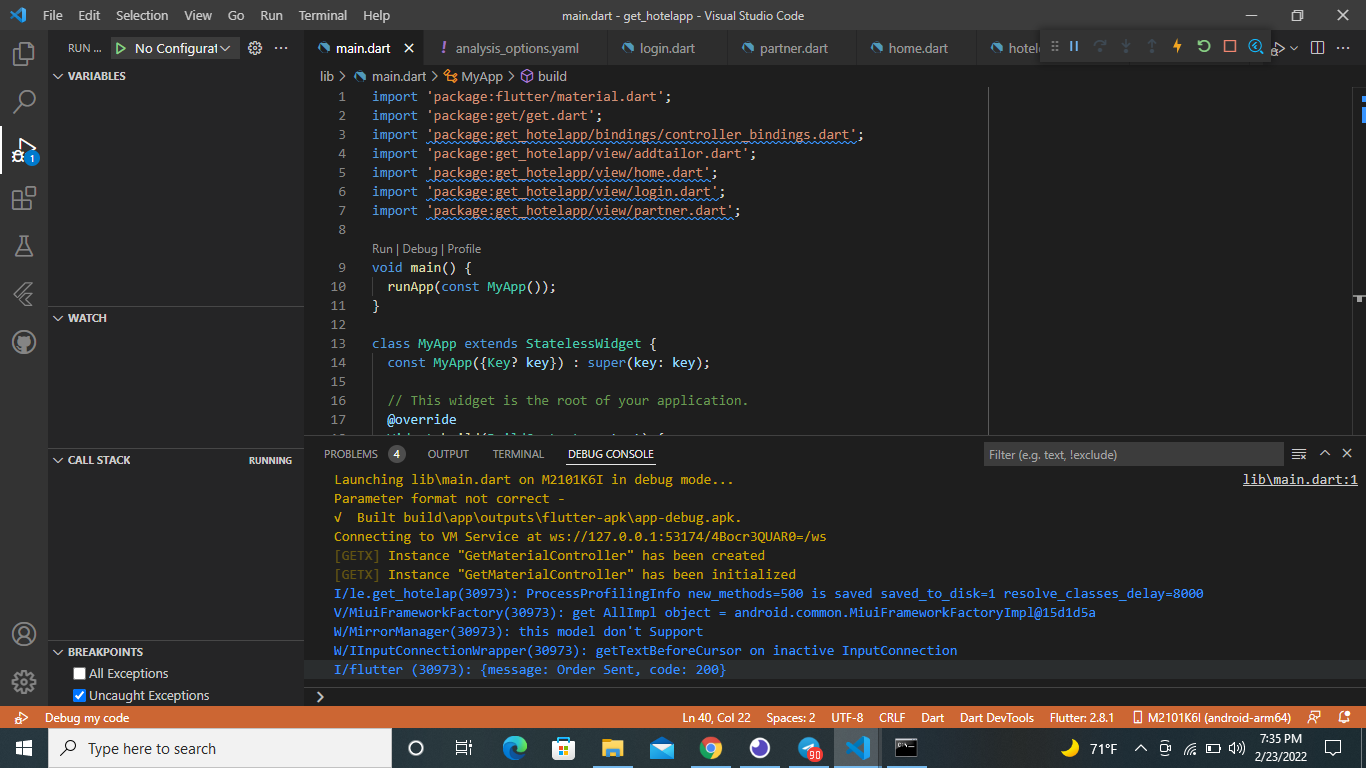 File Edit Selection View Go Run Terminal Help
main.dart - get_hotelapp - Visual Studio Code
RUN ... No Configurat
main.dart analysis_options.yaml login.dart partner.dart home.dart hotel
VARIABLES
lib > main.dart > MyApp > build
1 import 'package:flutter/material.dart';
2 import 'package:get/get.dart';
3 import 'package:get_hotelapp/bindings/controller_bindings.dart';
4 import 'package:get_hotelapp/view/addtailor.dart';
5 import 'package:get_hotelapp/view/home.dart';
6 import 'package:get_hotelapp/view/login.dart';
7 import 'package:get_hotelapp/view/partner.dart';
8
Run | Debug | Profile
9 void main() {
10 runApp(const MyApp());
11 }
12
13 class MyApp extends StatelessWidget {
14 const MyApp({Key? key}) : super(key: key);
15
16 // This widget is the root of your application.
17 @override
1
WATCH
CALL STACK
RUNNING
BREAKPOINTS
All Exceptions
Uncaught Exceptions
PROBLEMS 4 OUTPUT TERMINAL DEBUG CONSOLE
Filter (e.g. text, !exclude)
Launching lib\main.dart on M2101K6I in debug mode...
lib\main.dart:1
Parameter format not correct -
√ Built build\app\outputs\flutter-apk\app-debug.apk.
Connecting to VM Service at ws://127.0.0.1:53174/4Bocr3QUAR0=/ws
[GETX] Instance "GetMaterialController" has been created
[GETX] Instance "GetMaterialController" has been initialized
I/le.get_hotelap(30973): ProcessProfilingInfo new_methods=500 is saved saved_to_disk=1 resolve_classes_delay=8000
V/MiuiFrameworkFactory(30973): get AllImpl object = android.common.MiuiFrameworkFactoryImpl@15d1d5a
W/MirrorManager(30973): this model don't Support
W/IInputConnectionWrapper(30973): getTextBeforeCursor on inactive InputConnection
I/flutter (30973): {message: Order Sent, code: 200}
Debug my code
Ln 40, Col 22 Spaces: 2 UTF-8 CRLF Dart Dart DevTools Flutter: 2.8.1 M2101K6I (android-arm64)
Type here to search
90
71°F
7:35 PM
2/23/2022